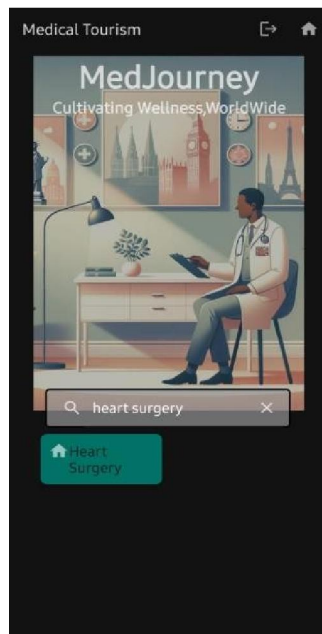 Medical Tourism
MedJourney
Cultivating Wellness,WorldWide
heart surgery
Heart
Surgery